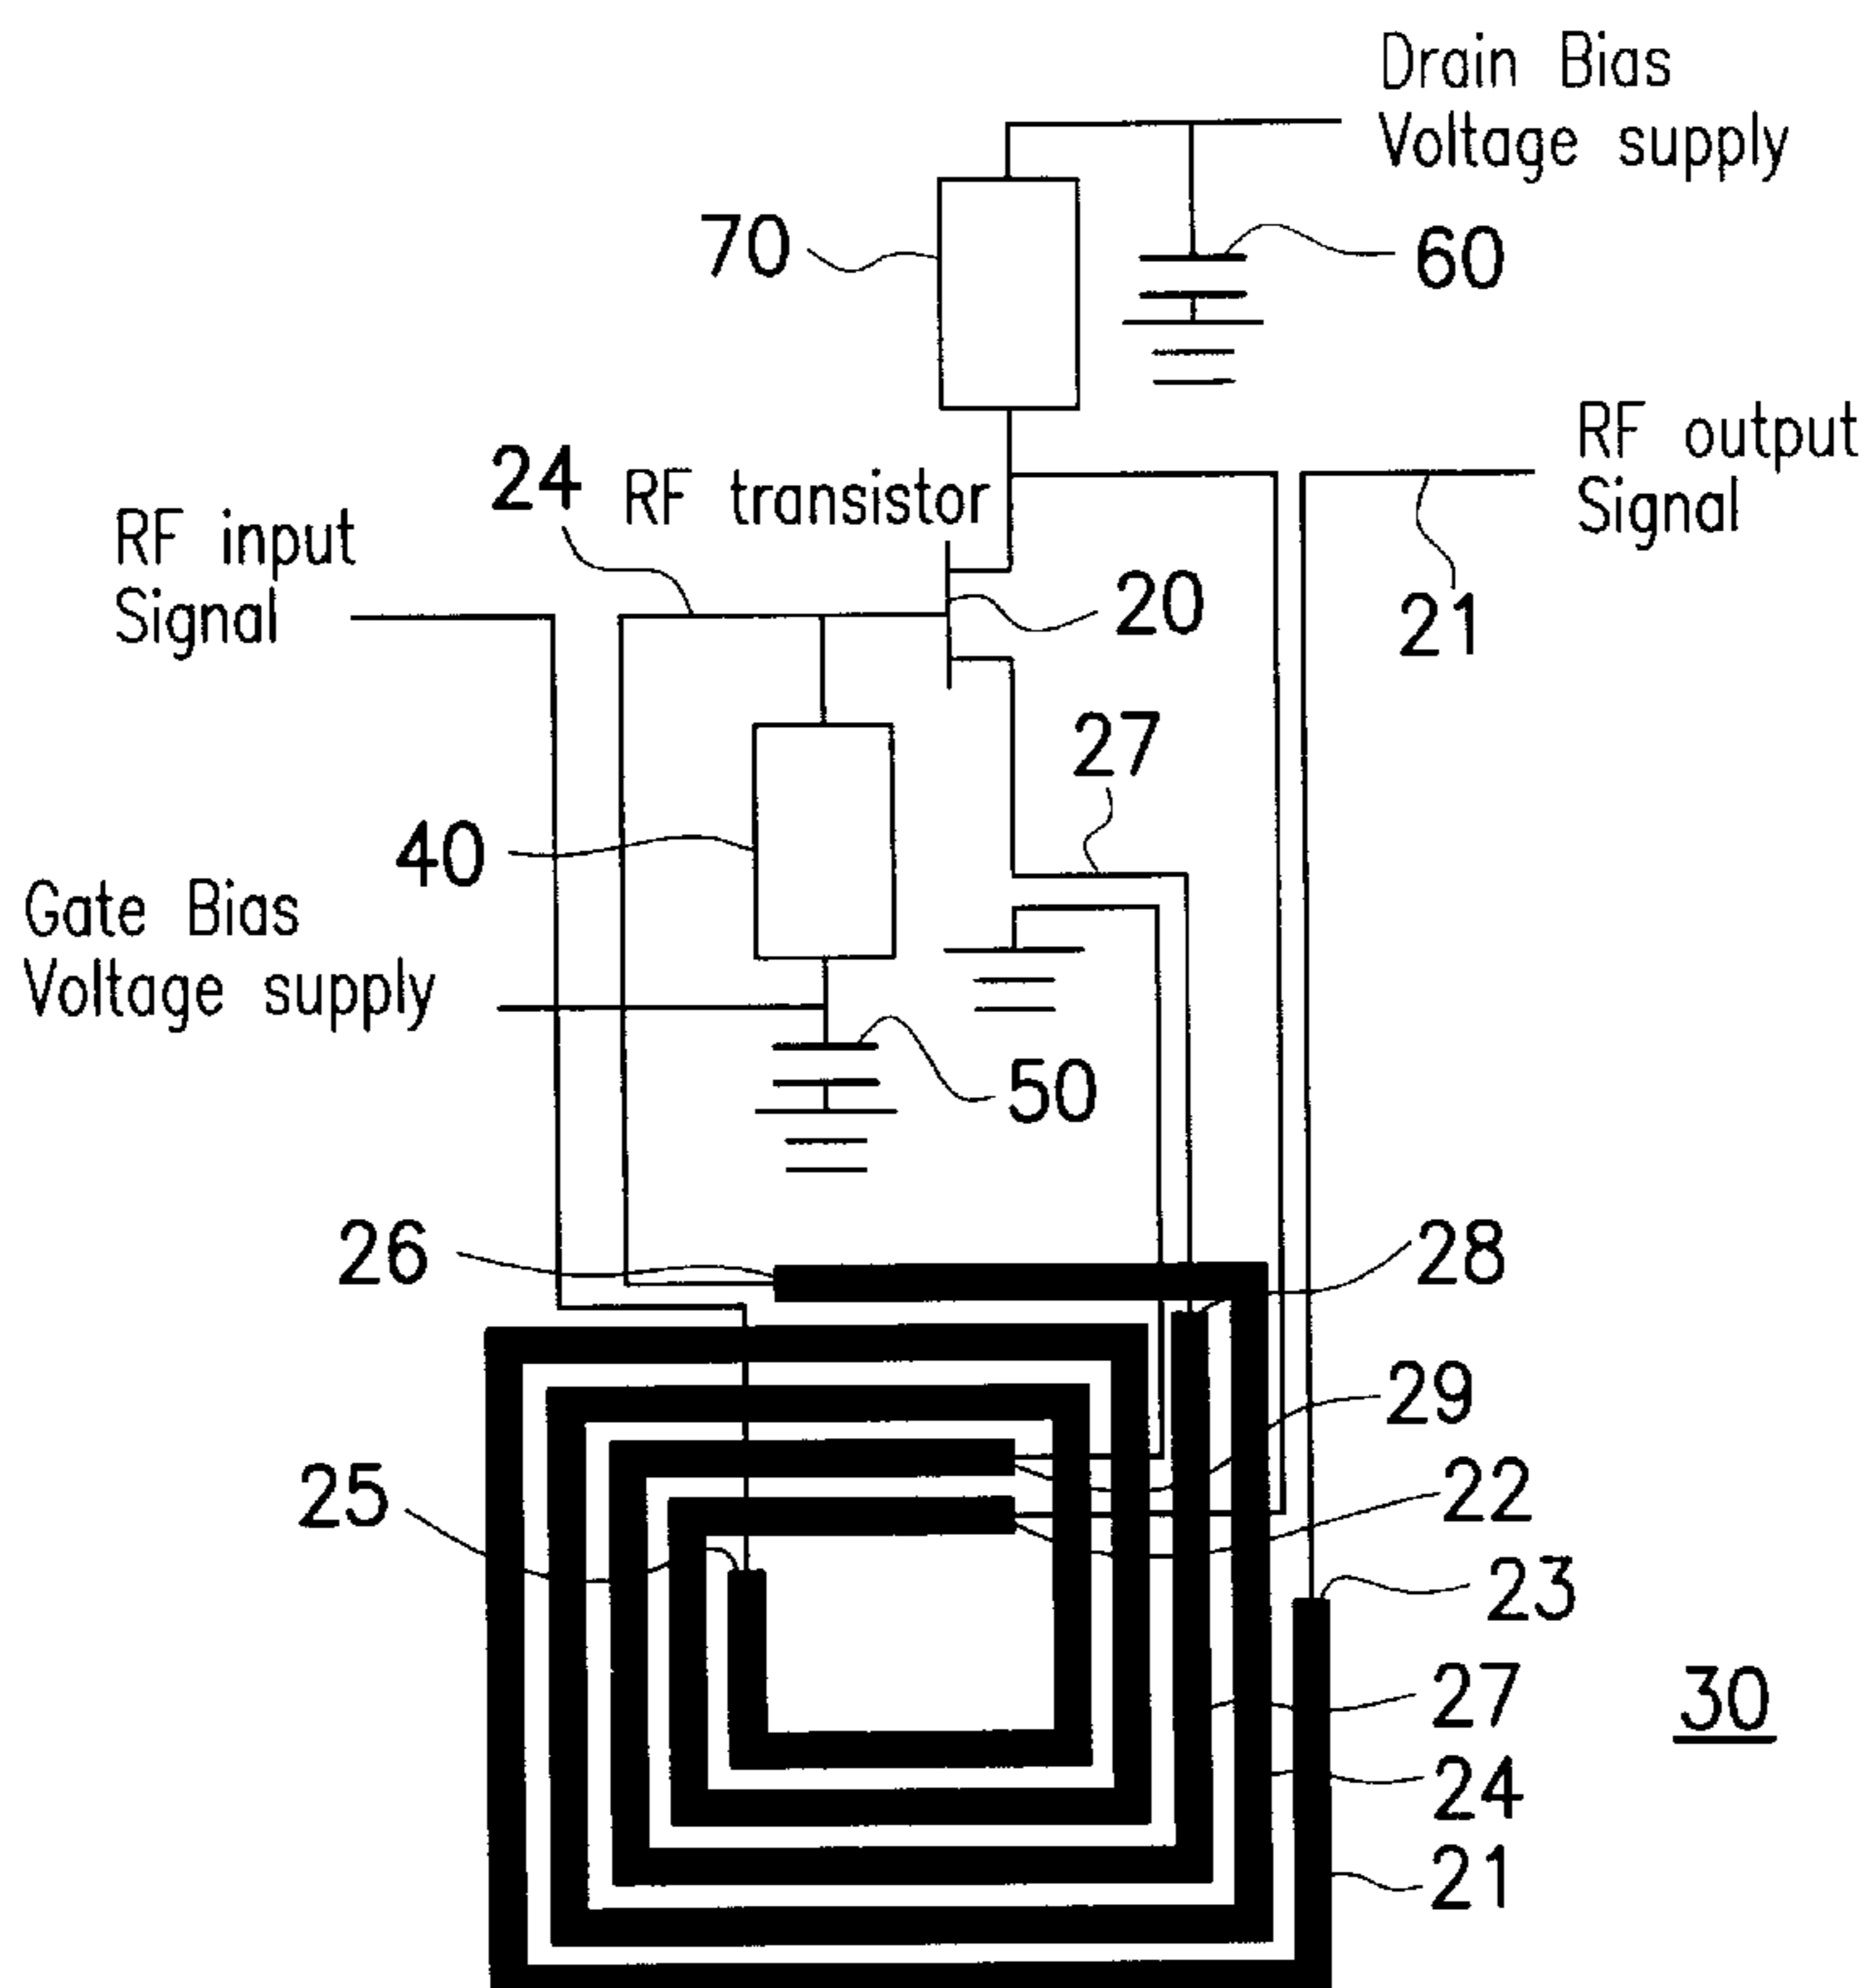 Drain Bias
Voltage supply
70
60
RF output
Signal
24
RF transistor
RF input
Signal
20
21
27
40
Gate Bias
Voltage supply
50
26
28
29
25
22
23
27
30
24
21